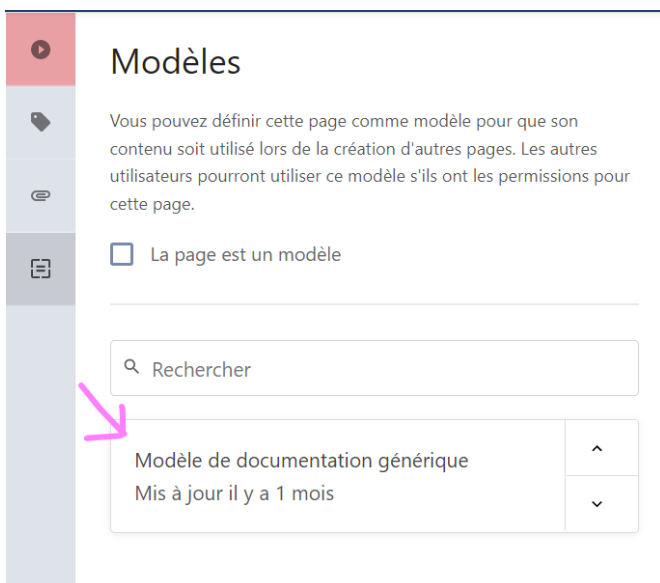 Modèles
Vous pouvez définir cette page comme modèle pour que son
contenu soit utilisé lors de la création d'autres pages. Les autres
utilisateurs pourront utiliser ce modèle s'ils ont les permissions pour
cette page.
La page est un modèle
Rechercher
Modèle de documentation générique
Mis à jour il y a 1 mois